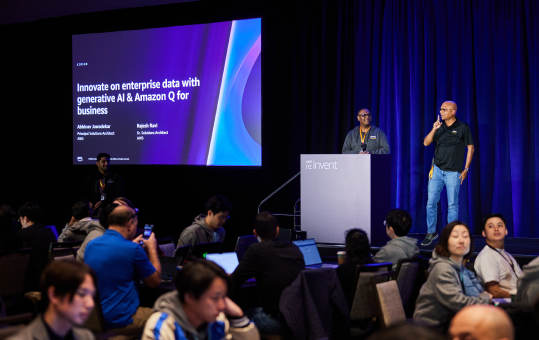 Innovate on enterprise data with
generative AI & Amazon Q for
business
Abhinav Jawadekar
Principal Solutions Architect
AWS
Rajesh Ravi
Sr. Solutions Architect
AWS
aws
re:Invent